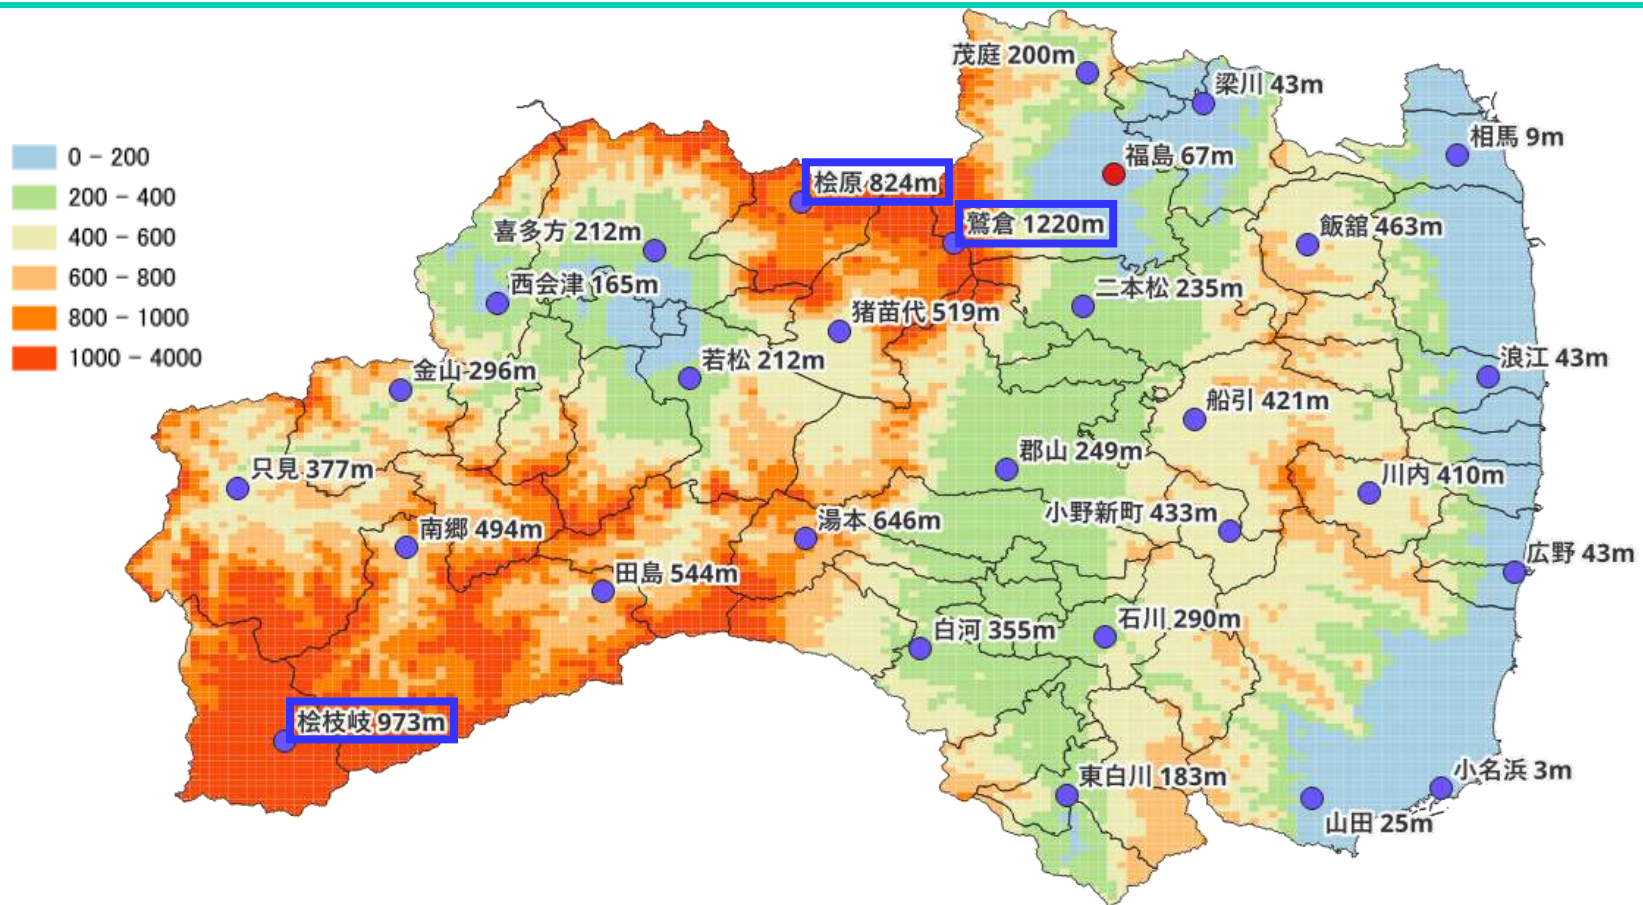 茂庭 200m
梁川 43m
相馬 9m
0 - 200
200 - 400
400 - 600
600 - 800
800 - 1000
1000 - 4000
福島 67m
桧原 824m
鷲倉 1220m
飯舘 463m
喜多方 212m
西会津 165m
二本松 235m
猪苗代 519m
浪江 43m
若松 212m
金山 296m
船引 421m
郡山 249m
只見 377m
川内 410m
小野新町 433m
湯本 646m
南郷 494m
広野 43m
田島 544m
石川 290m
白河 355m
桧枝岐 973m
東白川 183m
小名浜 3m
山田 25m